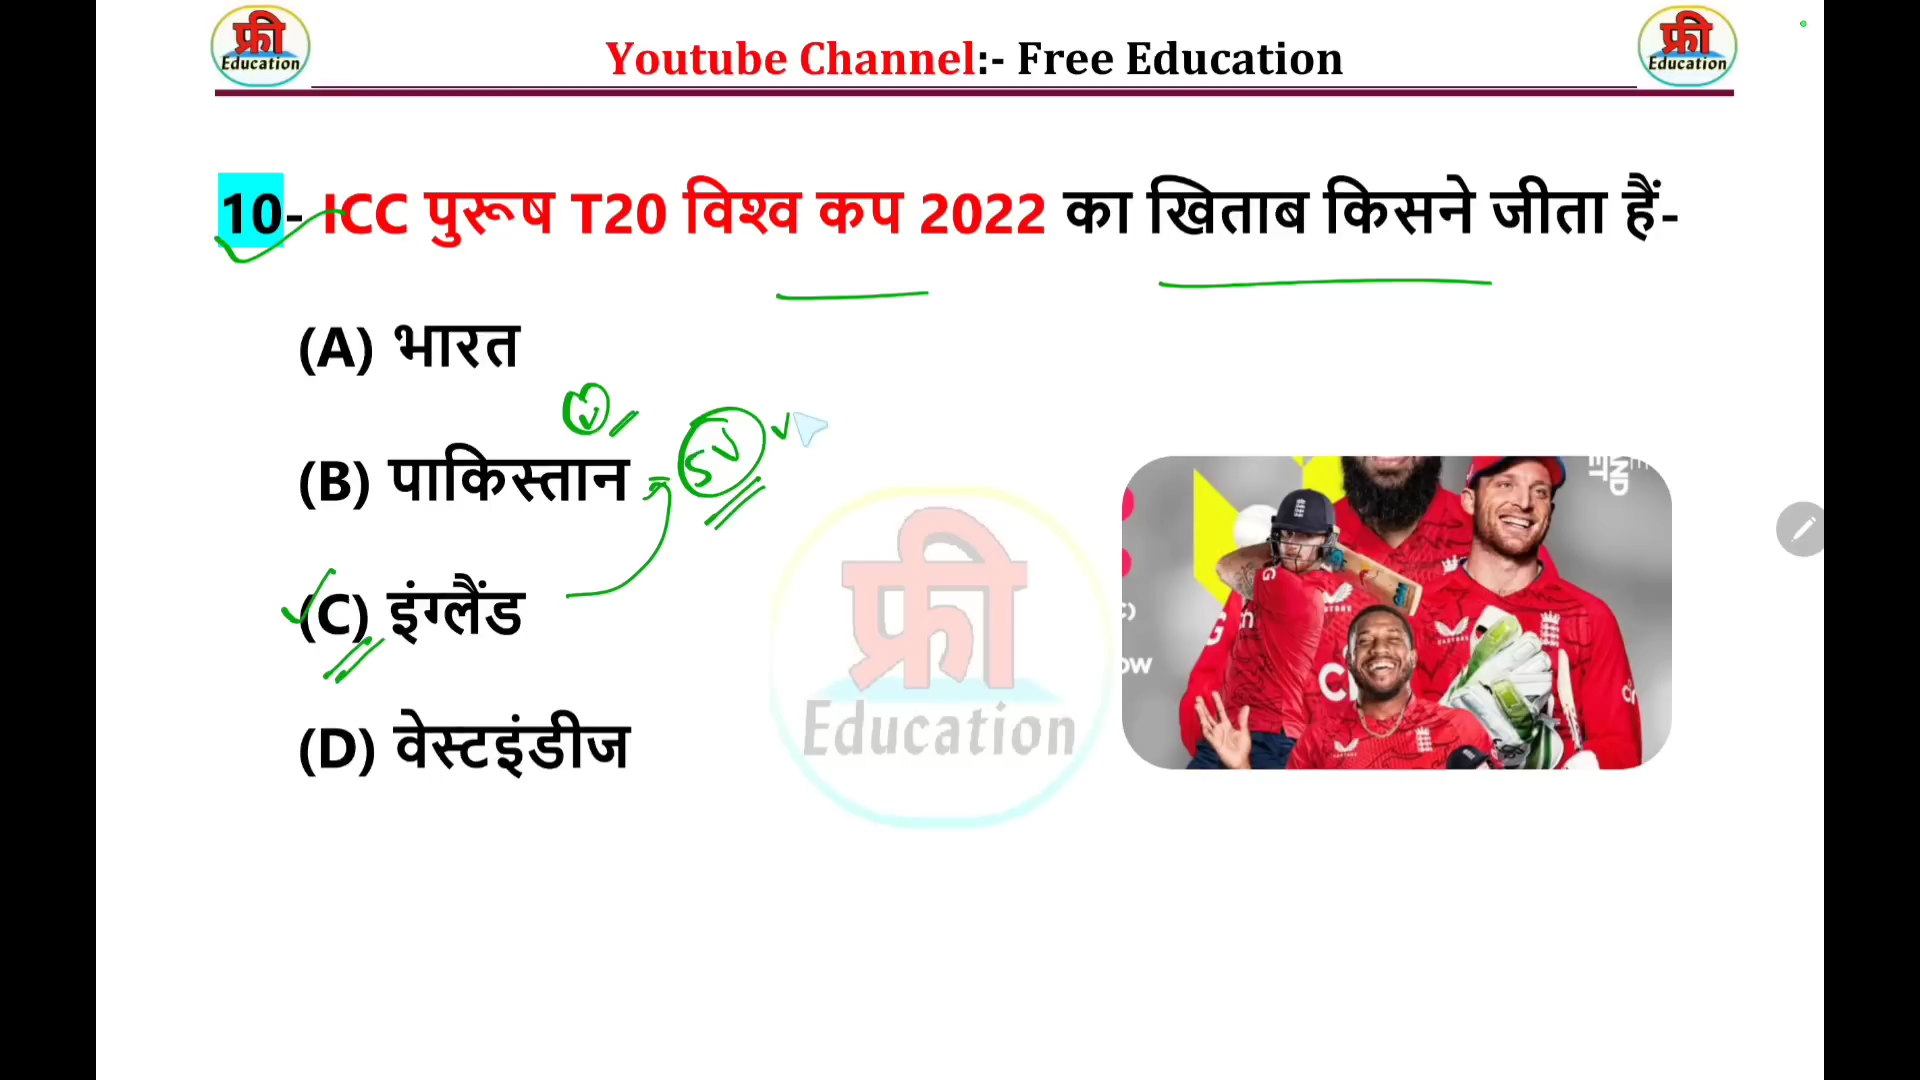 फ्री Education
Youtube Channel:- Free Education
फ्री Education
10- ICC पुरूष T20 विश्व कप 2022 का खिताब किसने जीता हैं-
(A) भारत
(B) पाकिस्तान
(C) इंग्लैंड
(D) वेस्टइंडीज
फ्री
Education